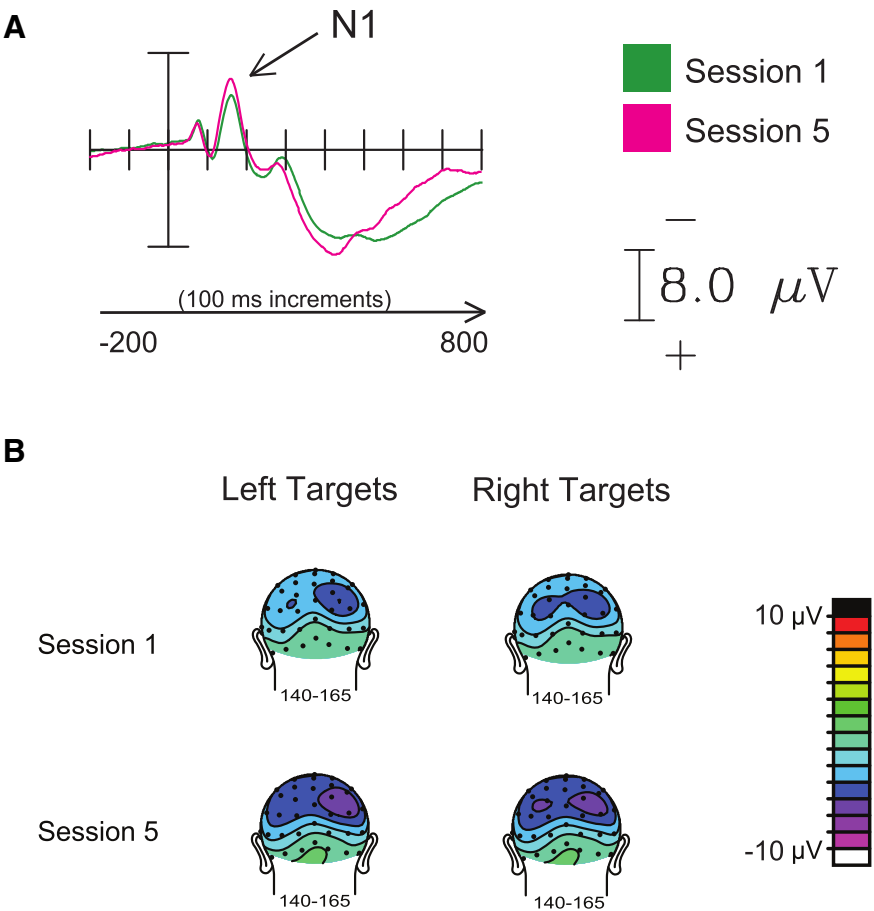 A
N1
Session 1
Session 5
−
8.0 μV
+
(100 ms increments)
-200 800
B
Left Targets Right Targets
Session 1
140-165 140-165
10 μV
Session 5
-10 μV
140-165 140-165